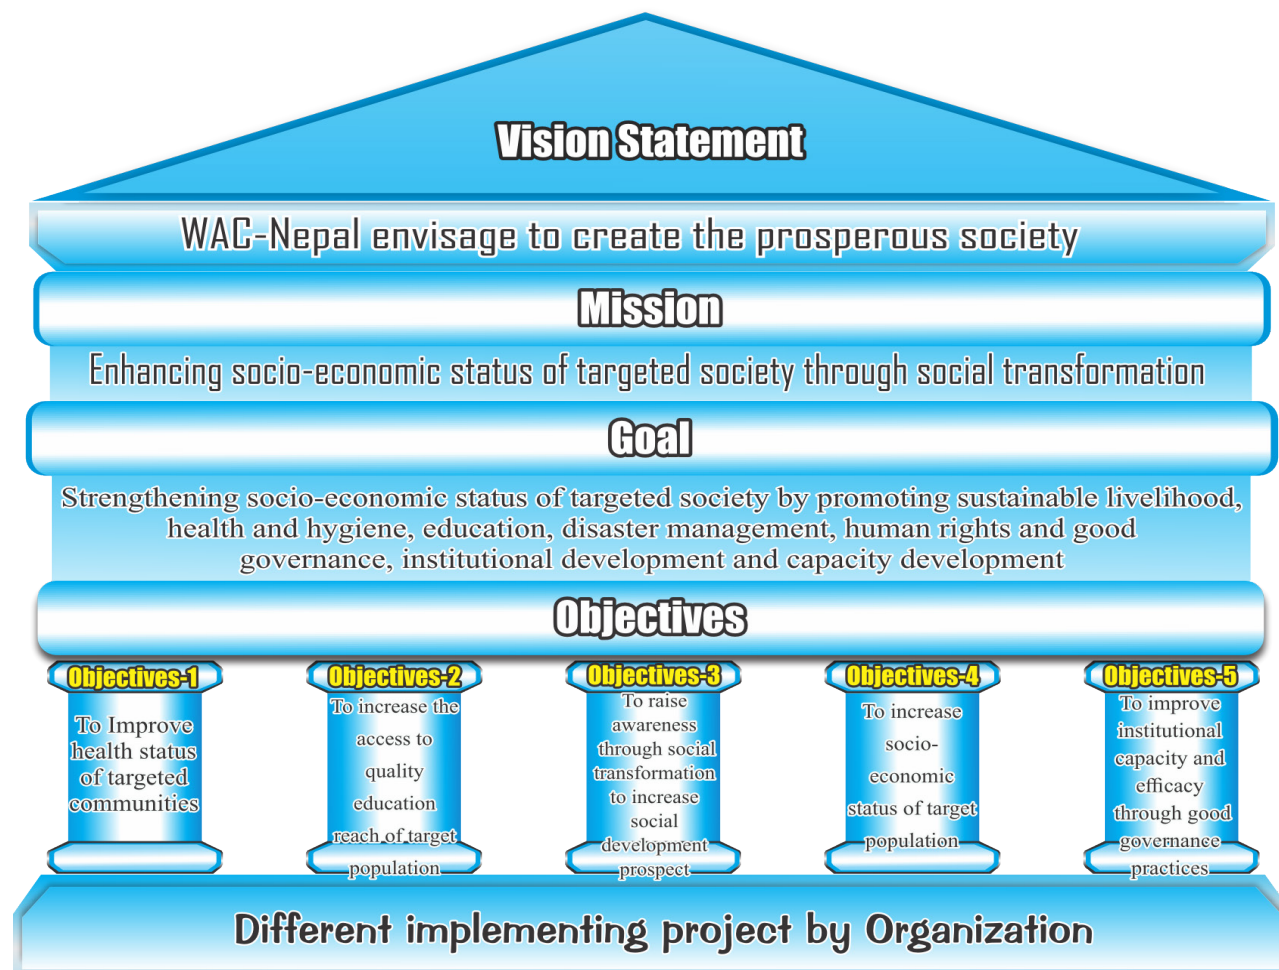 Vision Statement
WAC-Nepal envisage to create the prosperous society
Mission
Enhancing socio-economic status of targeted society through social transformation
Goal
Strengthening socio-economic status of targeted society by promoting sustainable livelihood,
health and hygiene, education, disaster management, human rights and good
governance, institutional development and capacity development
Objectives
Objectives-1
To Improve
health status
of targeted
communities
Objectives-2
To increase the
access to
quality
education
reach of target
population
Objectives-3
To raise
awareness
through social
transformation
to increase
social
development
prospect
Objectives-4
To increase
socio-
economic
status of target
population
Objectives-5
To improve
institutional
capacity and
efficacy
through good
governance
practices
Different implementing project by Organization